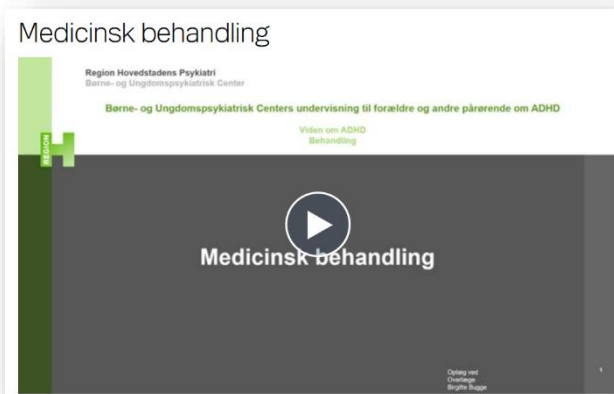 Medicinsk behandling
Region Hovedstadens Psykiatri
Børne- og Ungdomspsykiatrisk Center
Børne- og Ungdomspsykiatrisk Centers undervisning til forældre og andre pårørende om ADHD
Viden om ADHD
Behandling
REGION
H
Medicinsk behandling
Oplæg ved
Overlæge
Birgitte Bugge
1